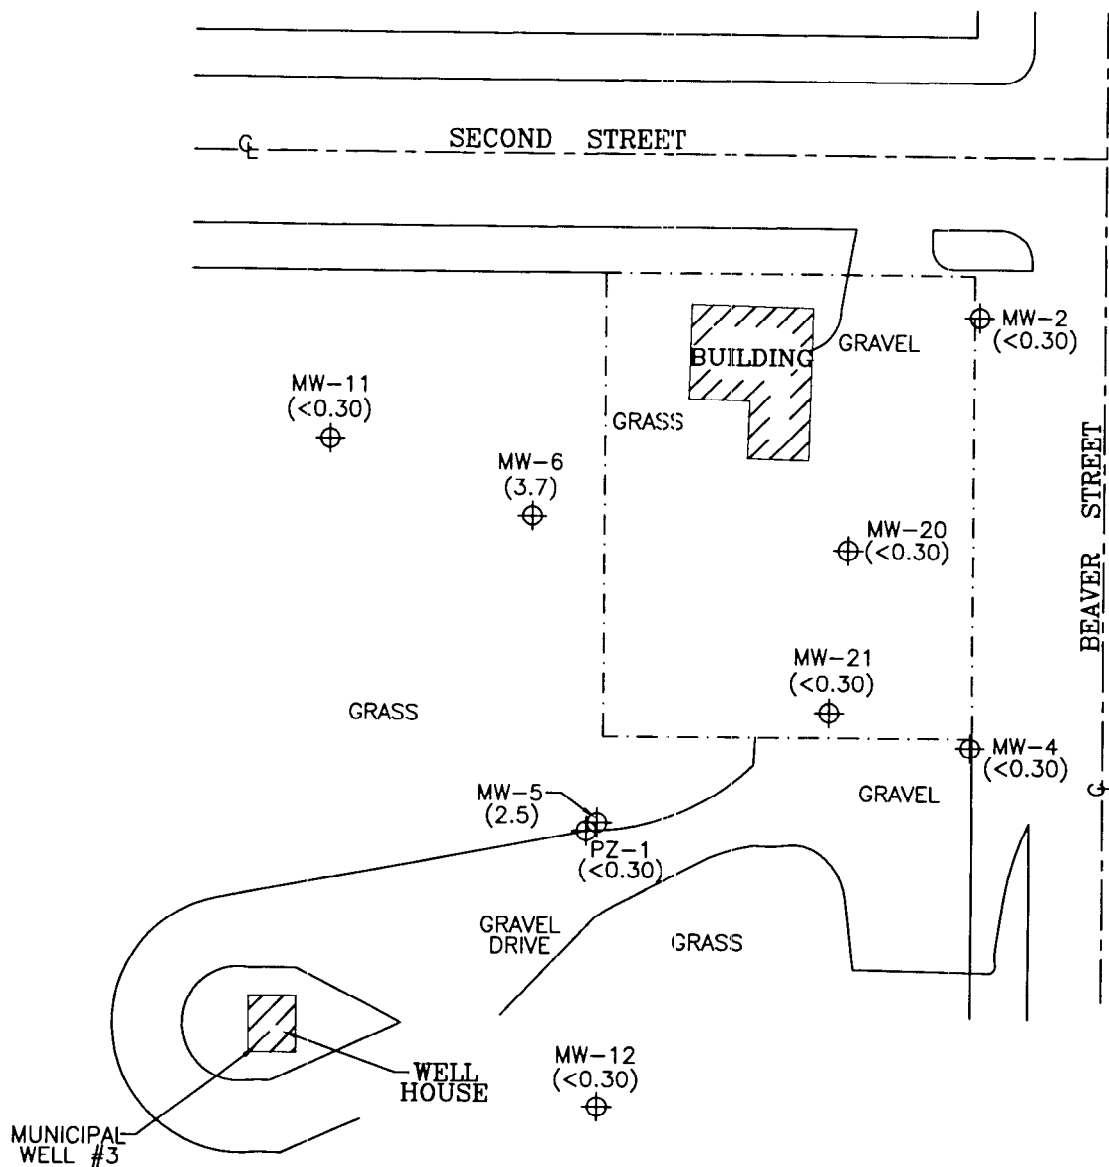 SECOND STREET
℄
MW-2
(<0.30)
GRAVEL
BUILDING
MW-11
(<0.30)
GRASS
MW-6
(3.7)
MW-20
(<0.30)
BEAVER STREET
MW-21
(<0.30)
GRASS
MW-4
(<0.30)
℄
GRAVEL
MW-5
(2.5)
PZ-1
(<0.30)
GRAVEL
DRIVE
GRASS
MW-12
(<0.30)
WELL
HOUSE
MUNICIPAL
WELL #3